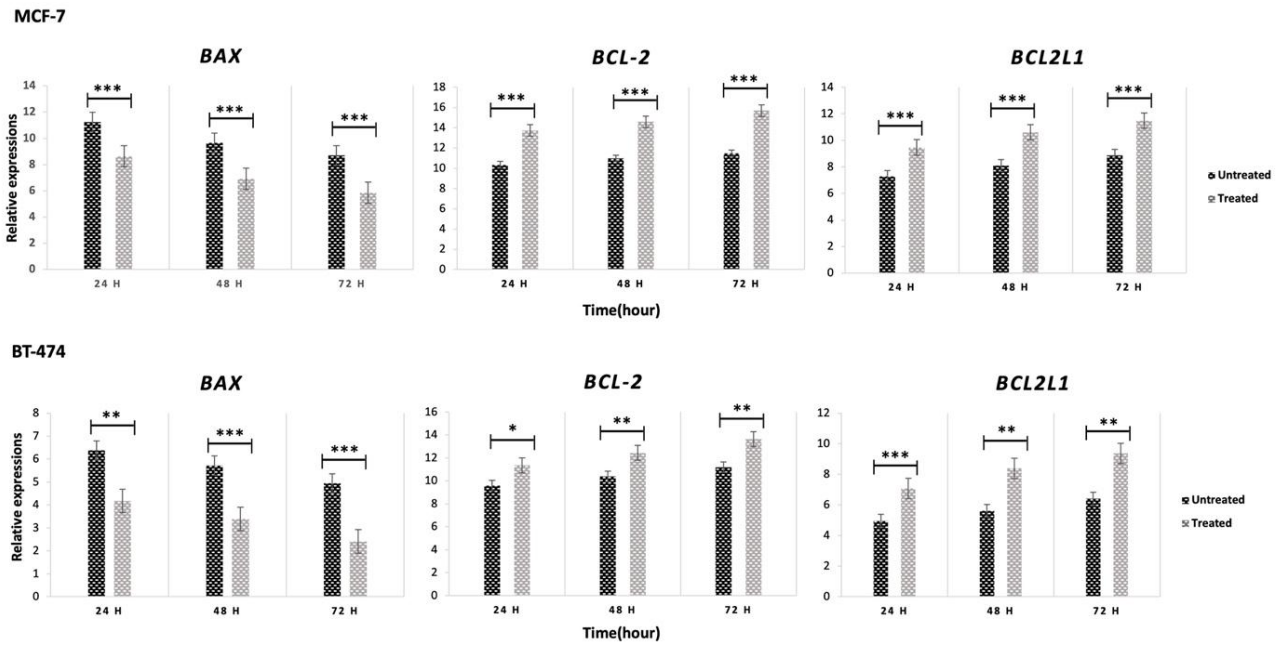 MCF-7
BAX
BCL-2
BCL2L1
Relative expressions
14
12
10
8
6
4
2
0
***
***
***
24 H
48 H
72 H
18
16
14
12
10
8
6
4
2
0
***
***
***
24 H
48 H
72 H
14
12
10
8
6
4
2
0
***
***
***
24 H
48 H
72 H
Untreated
Treated
Time(hour)
BT-474
BAX
BCL-2
BCL2L1
Relative expressions
8
7
6
5
4
3
2
1
0
**
***
***
24 H
48 H
72 H
16
14
12
10
8
6
4
2
0
*
**
**
24 H
48 H
72 H
12
10
8
6
4
2
0
***
**
**
24 H
48 H
72 H
Untreated
Treated
Time(hour)